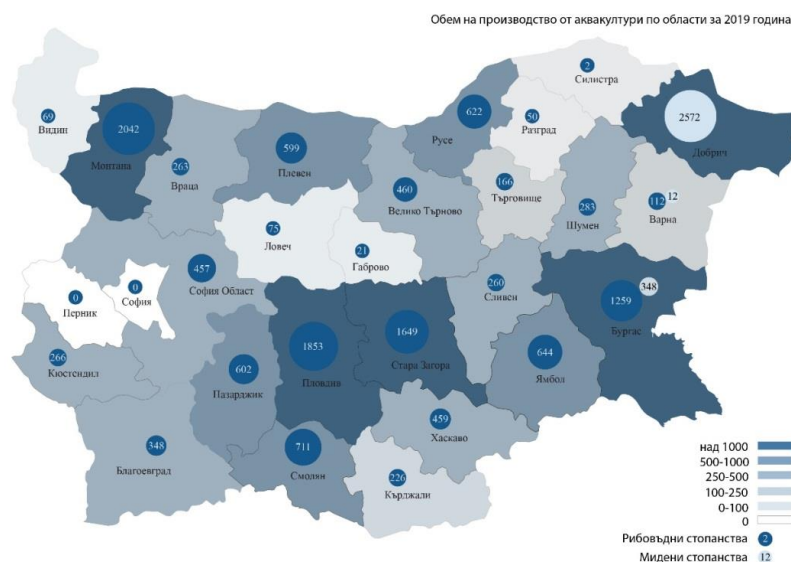 Обем на производство от аквакултури по области за 2019 година
2
Силистра
69
Видин
2042
Монтана
622
Русе
50
Разград
2572
Добрич
263
Враца
599
Плевен
460
Велико Търново
166
Търговище
283
Шумен
112
12
Варна
75
Ловеч
21
Габрово
457
София Област
0
София
0
Перник
260
Сливен
1259
348
Бургас
266
Кюстендил
602
Пазарджик
1853
Пловдив
1649
Стара Загора
644
Ямбол
348
Благоевград
711
Смолян
459
Хаскаво
226
Кърджали
над 1000
500-1000
250-500
100-250
0-100
0
Рибовъдни стопанства 2
Мидени стопанства 12